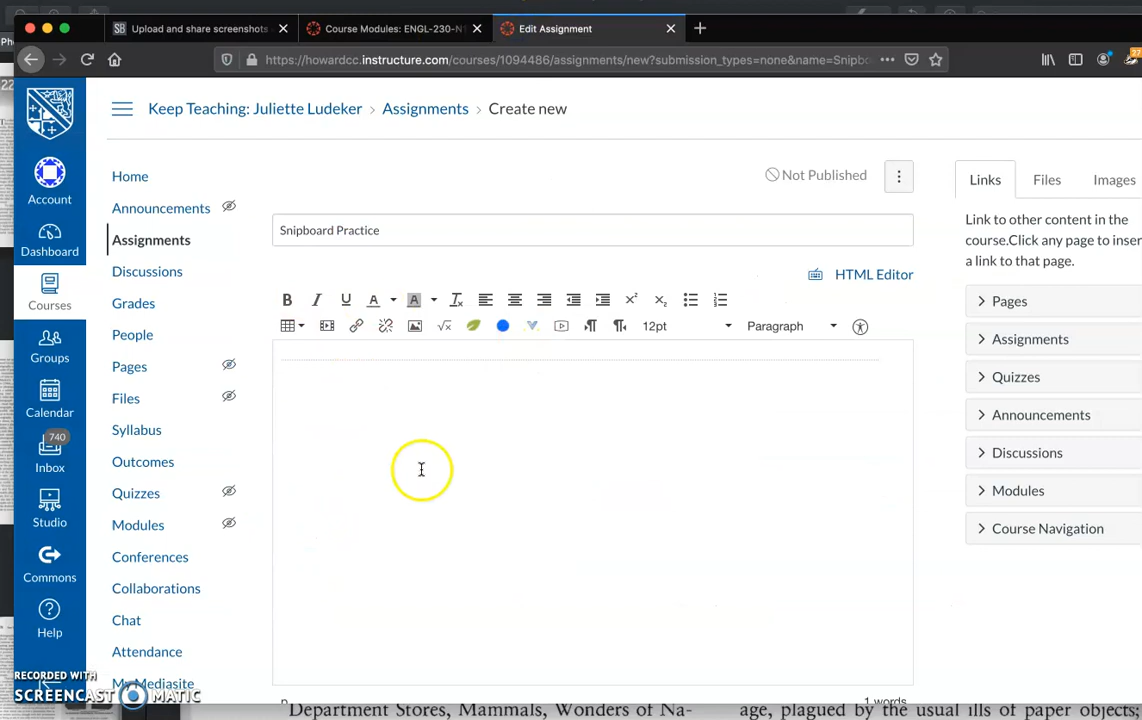 Upload and share screenshots
Course Modules: ENGL-230-N
Edit Assignment
https://howardcc.instructure.com/courses/1094486/assignments/new?submission_types=none&name=Snipbo
Keep Teaching: Juliette Ludeker > Assignments > Create new
Account
Dashboard
Courses
Groups
Calendar
740
Inbox
Studio
Commons
Help
Home
Announcements
Assignments
Discussions
Grades
People
Pages
Files
Syllabus
Outcomes
Quizzes
Modules
Conferences
Collaborations
Chat
Attendance
My Mediasite
Not Published
Snipboard Practice
HTML Editor
12pt
Paragraph
p
1 words
Links
Files
Images
Link to other content in the
course.Click any page to inser
a link to that page.
Pages
Assignments
Quizzes
Announcements
Discussions
Modules
Course Navigation
RECORDED WITH
SCREENCAST MATIC
Department Stores, Mammals, Wonders of Na-
age, plagued by the usual ills of paper objects: